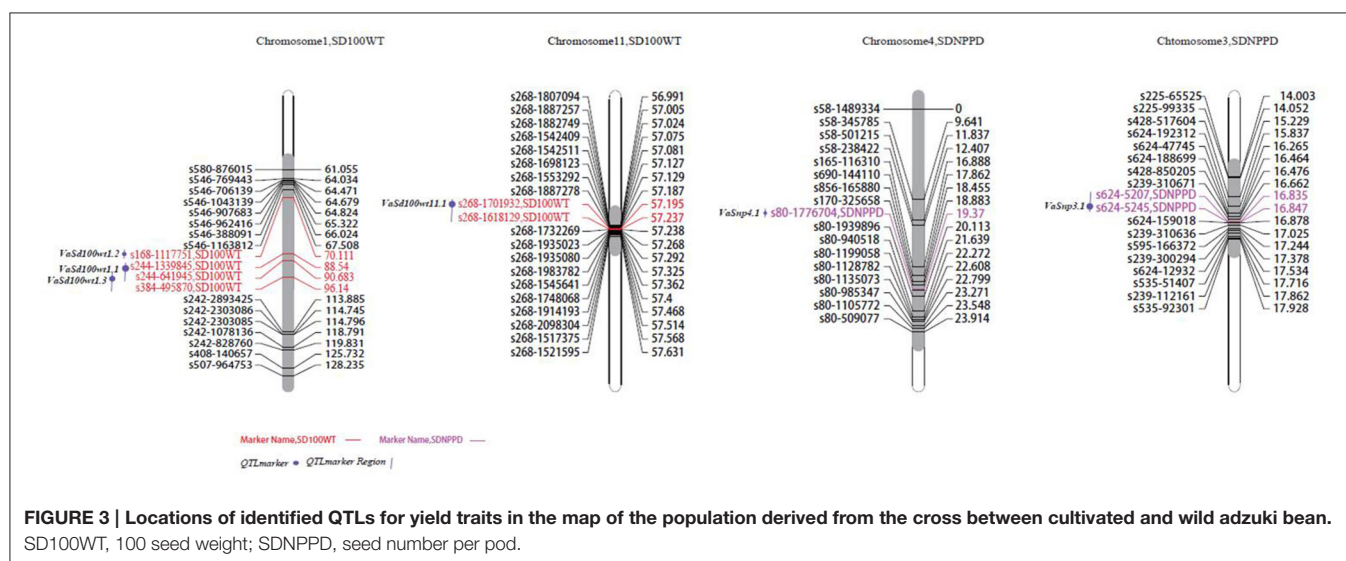 Chromosome1,SD100WT
s580-876015 61.055
s546-769443 64.034
s546-706139 64.471
s546-1043139 64.679
s546-907683 64.824
s546-962416 65.322
s546-388091 66.024
s546-1163812 67.508
VaSd100wt1.2 s168-1117751,SD100WT 70.111
VaSd100wt1,1 s244-1339845,SD100WT 88.54
VaSd100wt1.3 s244-641945,SD100WT 90.683
s384-495870,SD100WT 96.14
s242-2893425 113.885
s242-2303086 114.745
s242-2303085 114.796
s242-1078136 118.791
s242-828760 119.831
s408-140657 125.732
s507-964753 128.235
Chromosome11,SD100WT
s268-1807094 56.991
s268-1887257 57.005
s268-1882749 57.024
s268-1542409 57.075
s268-1542511 57.081
s268-1698123 57.127
s268-1553292 57.129
s268-1887278 57.187
VaSd100wt11.1 s268-1701932,SD100WT 57.195
s268-1618129,SD100WT 57.237
s268-1732269 57.238
s268-1935023 57.268
s268-1935080 57.292
s268-1983782 57.325
s268-1545641 57.362
s268-1748068 57.4
s268-1914193 57.468
s268-2098304 57.514
s268-1517375 57.568
s268-1521595 57.631
Chromosome4,SDNPPD
s58-1489334 0
s58-345785 9.641
s58-501215 11.837
s58-238422 12.407
s165-116310 16.888
s690-144110 17.862
s856-165880 18.455
s170-325658 18.883
VaSnp4.1 s80-1776704,SDNPPD 19.37
s80-1939896 20.113
s80-940518 21.639
s80-1199058 22.272
s80-1128782 22.608
s80-1135073 22.799
s80-985347 23.271
s80-1105772 23.548
s80-509077 23.914
Chtomosome3,SDNPPD
s225-65525 14.003
s225-99335 14.052
s428-517604 15.229
s624-192312 15.837
s624-47745 16.265
s624-188699 16.464
s428-850205 16.476
s239-310671 16.662
s624-5207,SDNPPD 16.835
VaSnp3.1 s624-5245,SDNPPD 16.847
s624-159018 16.878
s239-310636 17.025
s595-166372 17.244
s239-300294 17.378
s624-12932 17.534
s535-51407 17.716
s239-112161 17.862
s535-92301 17.928
Marker Name,SD100WT Marker Name,SDNPPD
QTLmarker QTLmarker Region
FIGURE 3 | Locations of identified QTLs for yield traits in the map of the population derived from the cross between cultivated and wild adzuki bean.
SD100WT, 100 seed weight; SDNPPD, seed number per pod.